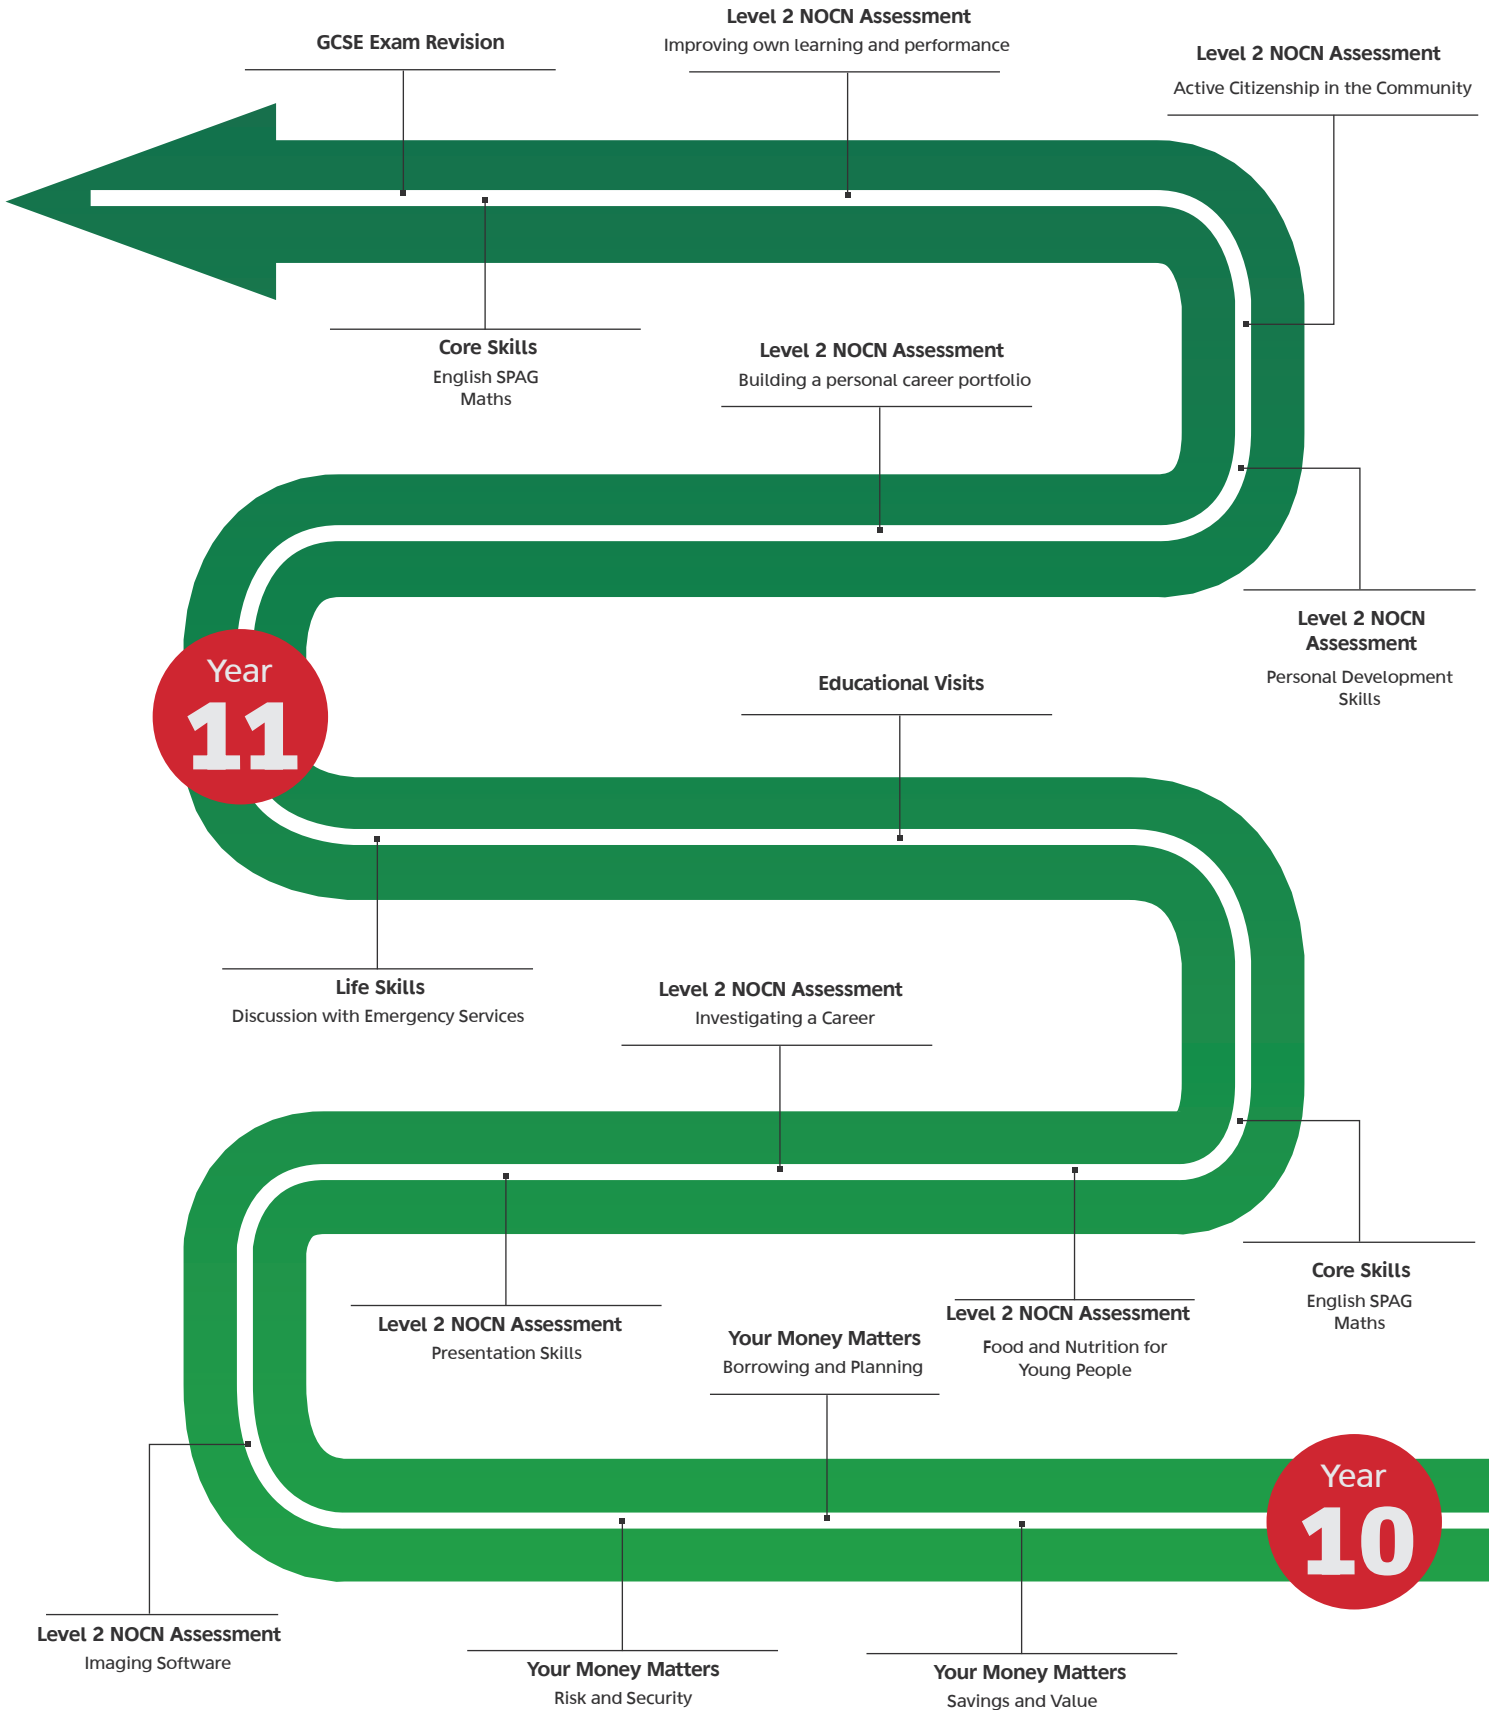 Level 2 NOCN Assessment
Improving own learning and performance
GCSE Exam Revision
Level 2 NOCN Assessment
Active Citizenship in the Community
Core Skills
English SPAG
Maths
Level 2 NOCN Assessment
Building a personal career portfolio
Level 2 NOCN
Assessment
Personal Development
Skills
Year
11
Educational Visits
Life Skills
Discussion with Emergency Services
Level 2 NOCN Assessment
Investigating a Career
Core Skills
English SPAG
Maths
Level 2 NOCN Assessment
Presentation Skills
Your Money Matters
Borrowing and Planning
Level 2 NOCN Assessment
Food and Nutrition for
Young People
Year
10
Level 2 NOCN Assessment
Imaging Software
Your Money Matters
Risk and Security
Your Money Matters
Savings and Value